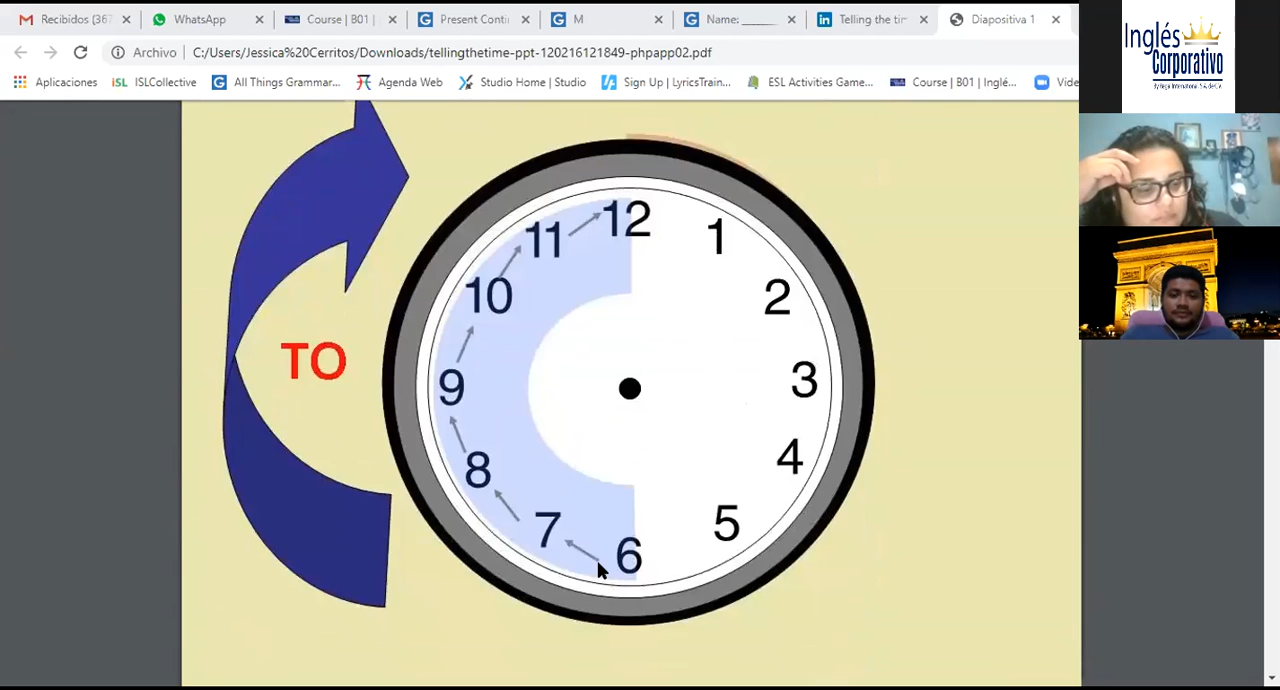 Recibidos (367
WhatsApp
Course | B01 |
Present Conti
M
Name: ______
Telling the tim
Diapositiva 1
Archivo
C:/Users/Jessica%20Cerritos/Downloads/tellingthetime-ppt-120216121849-phpapp02.pdf
Aplicaciones
iSL ISLCollective
All Things Grammar...
Agenda Web
Studio Home | Studio
Sign Up | LyricsTrain...
ESL Activities Game...
Course | B01 | Inglé...
Vide
Inglés
Corporativo
TO
12
1
2
3
4
5
6
7
8
9
10
11